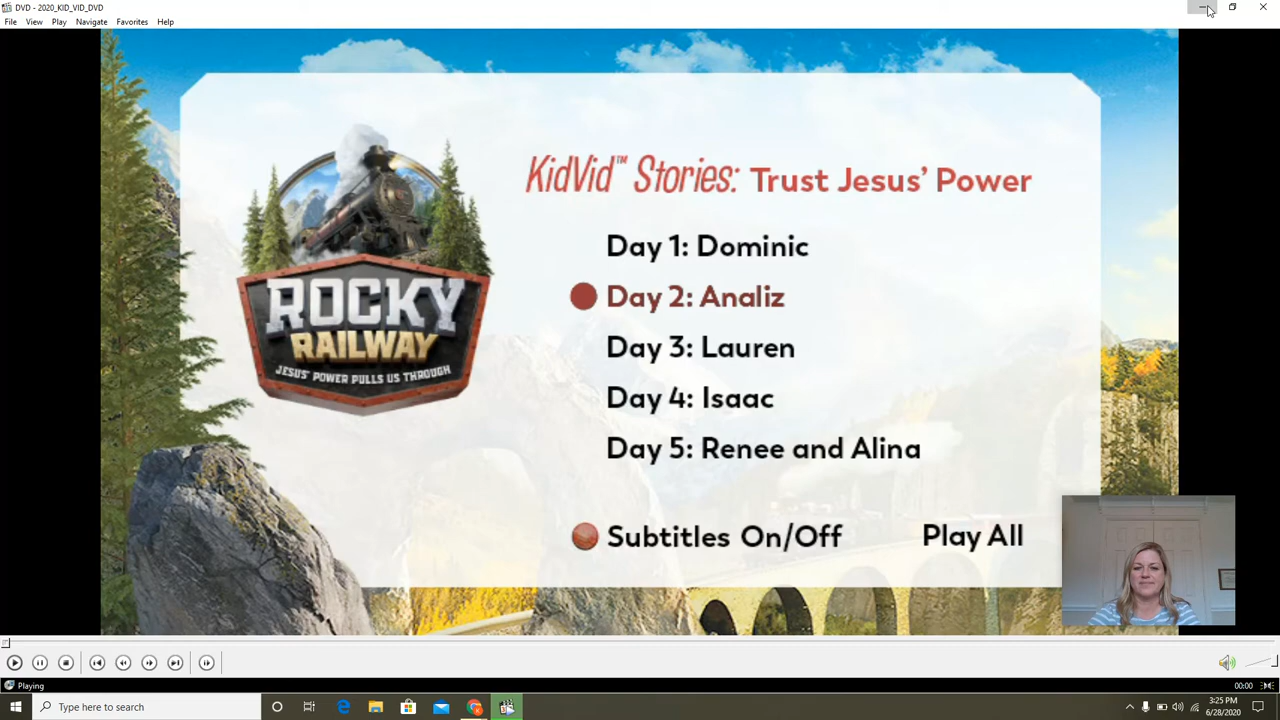 DVD - 2020_KID_VID_DVD
File View Play Navigate Favorites Help
KidVid™ Stories: Trust Jesus' Power
Day 1: Dominic
Day 2: Analiz
Day 3: Lauren
Day 4: Isaac
Day 5: Renee and Alina
ROCKY
RAILWAY
JESUS' POWER PULLS US THROUGH
Subtitles On/Off Play All
Playing 00:00
Type here to search
3:25 PM
6/28/2020